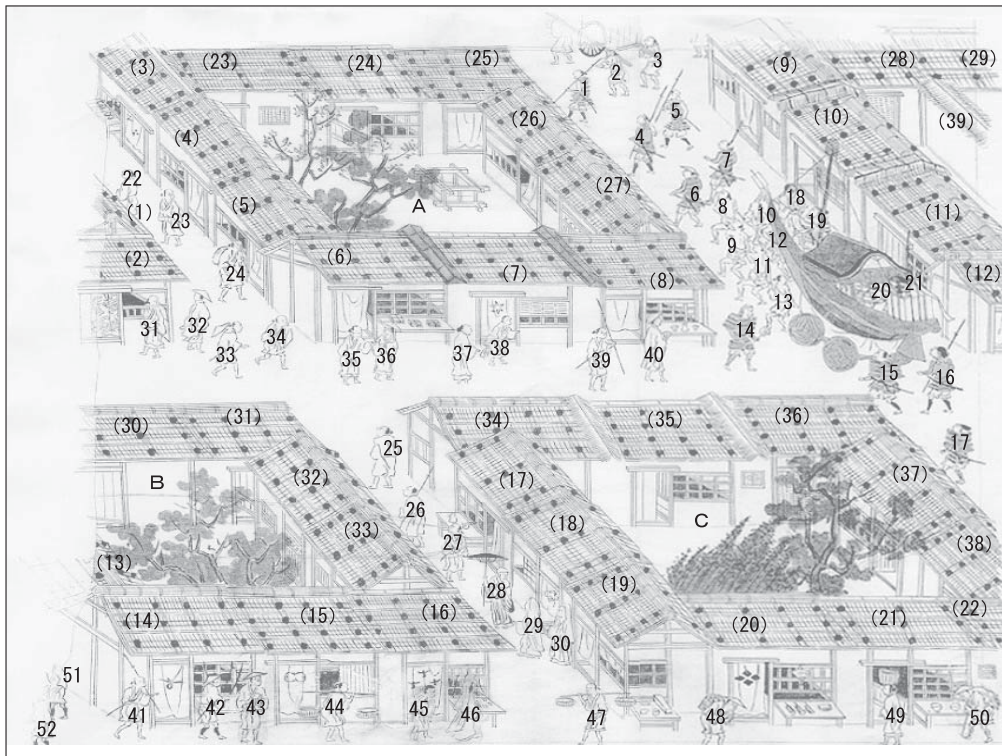 (3) (23) (24) (25) 2 3 (9) (28) (29)
1
(4) (26) 4 5 (10) (39)
22 7
(1) 23 (5) A (27) 6 8 10 18 19 (11)
(2) 24 (6) (7) (8) 9 12 11 20 21 (12)
31 32 33 34 35 36 37 38 39 40 13 14 15 16
(30) (31) 25 (34) (35) (36) 17
B (32) 26 (17) C (37)
(33) 27 (18) (38)
(13) 28 (19)
(14) (15) (16) 29 30 (20) (21) (22)
51
52 41 42 43 44 45 46 47 48 49 50